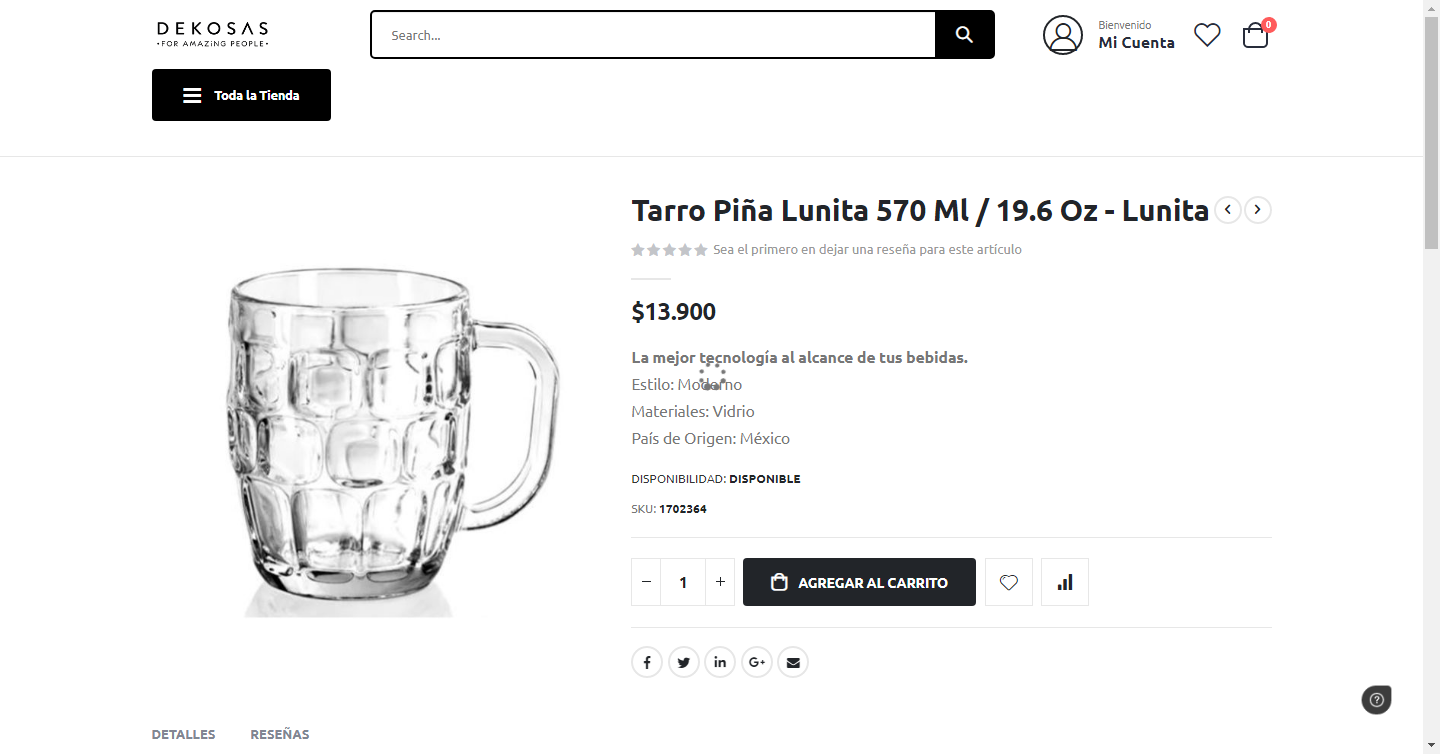 DEKOSAS
•FOR AMAZiNG PEOPLE•
Search...
Bienvenido
Mi Cuenta
0
Toda la Tienda
Tarro Piña Lunita 570 Ml / 19.6 Oz - Lunita
Sea el primero en dejar una reseña para este artículo
$13.900
La mejor tecnología al alcance de tus bebidas.
Estilo: Moderno
Materiales: Vidrio
País de Origen: México
DISPONIBILIDAD: DISPONIBLE
SKU: 1702364
− 1 +
AGREGAR AL CARRITO
DETALLES
RESEÑAS